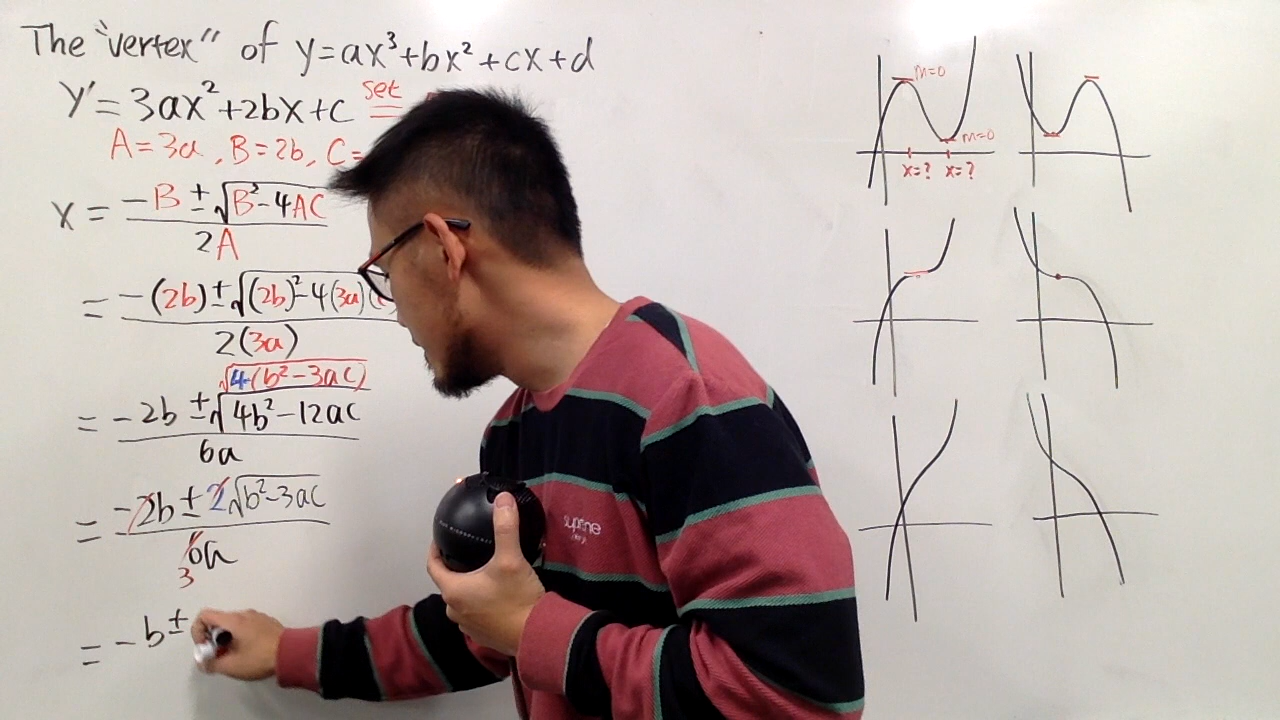 The "vertex" of y=ax³+bx²+cx+d
y'=3ax²+2bx+c set =
A=3a, B=2b, C=
x = (-B ± √(B²-4AC)) / 2A
= (-(2b) ± √((2b)²-4(3a)( / 2(3a)
√(4(b²-3ac))
= (-2b ± √(4b²-12ac)) / 6a
= (-2b ± 2√(b²-3ac)) / 6a
3
= -b ±
m=0
m=0
x=? x=?
supreme